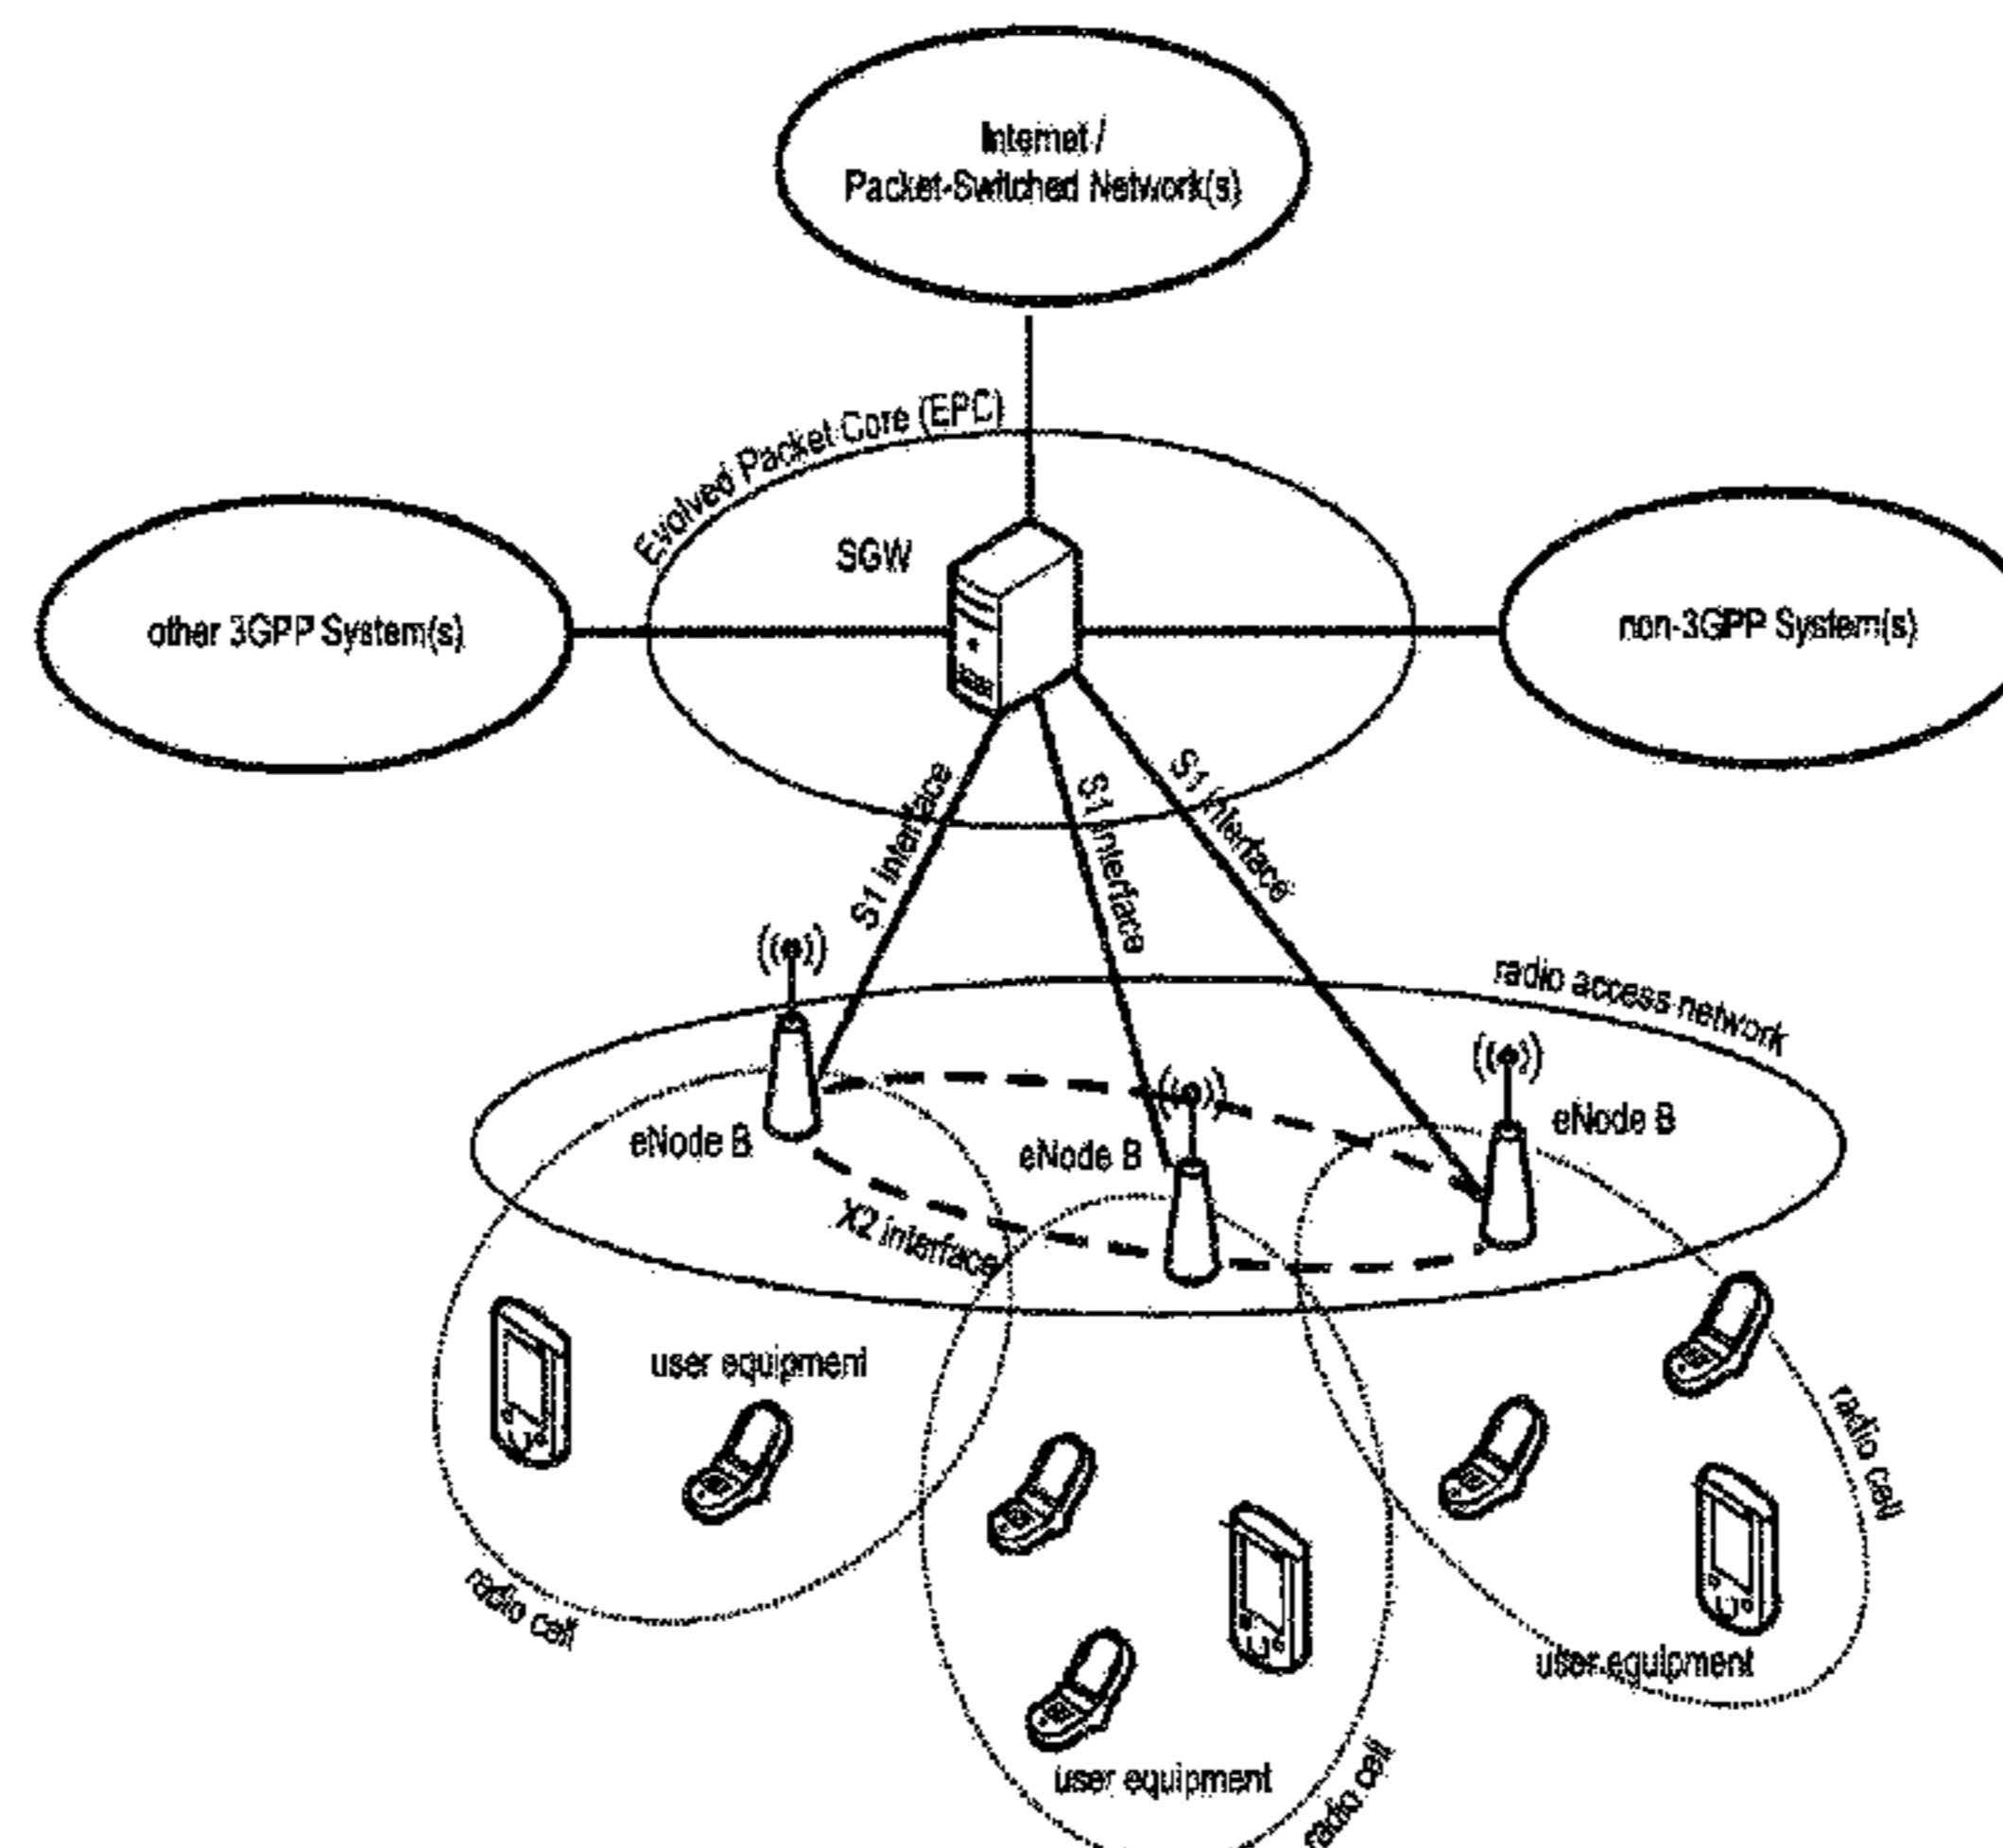 Internet /
Packet-Switched Network(s)
Evolved Packet Core (EPC)
SGW
other 3GPP System(s)
non-3GPP System(s)
S1 interface
S1 interface
S1 interface
radio access network
eNode B
eNode B
eNode B
X2 interface
user equipment
radio cell
radio cell
user equipment
user equipment
radio cell